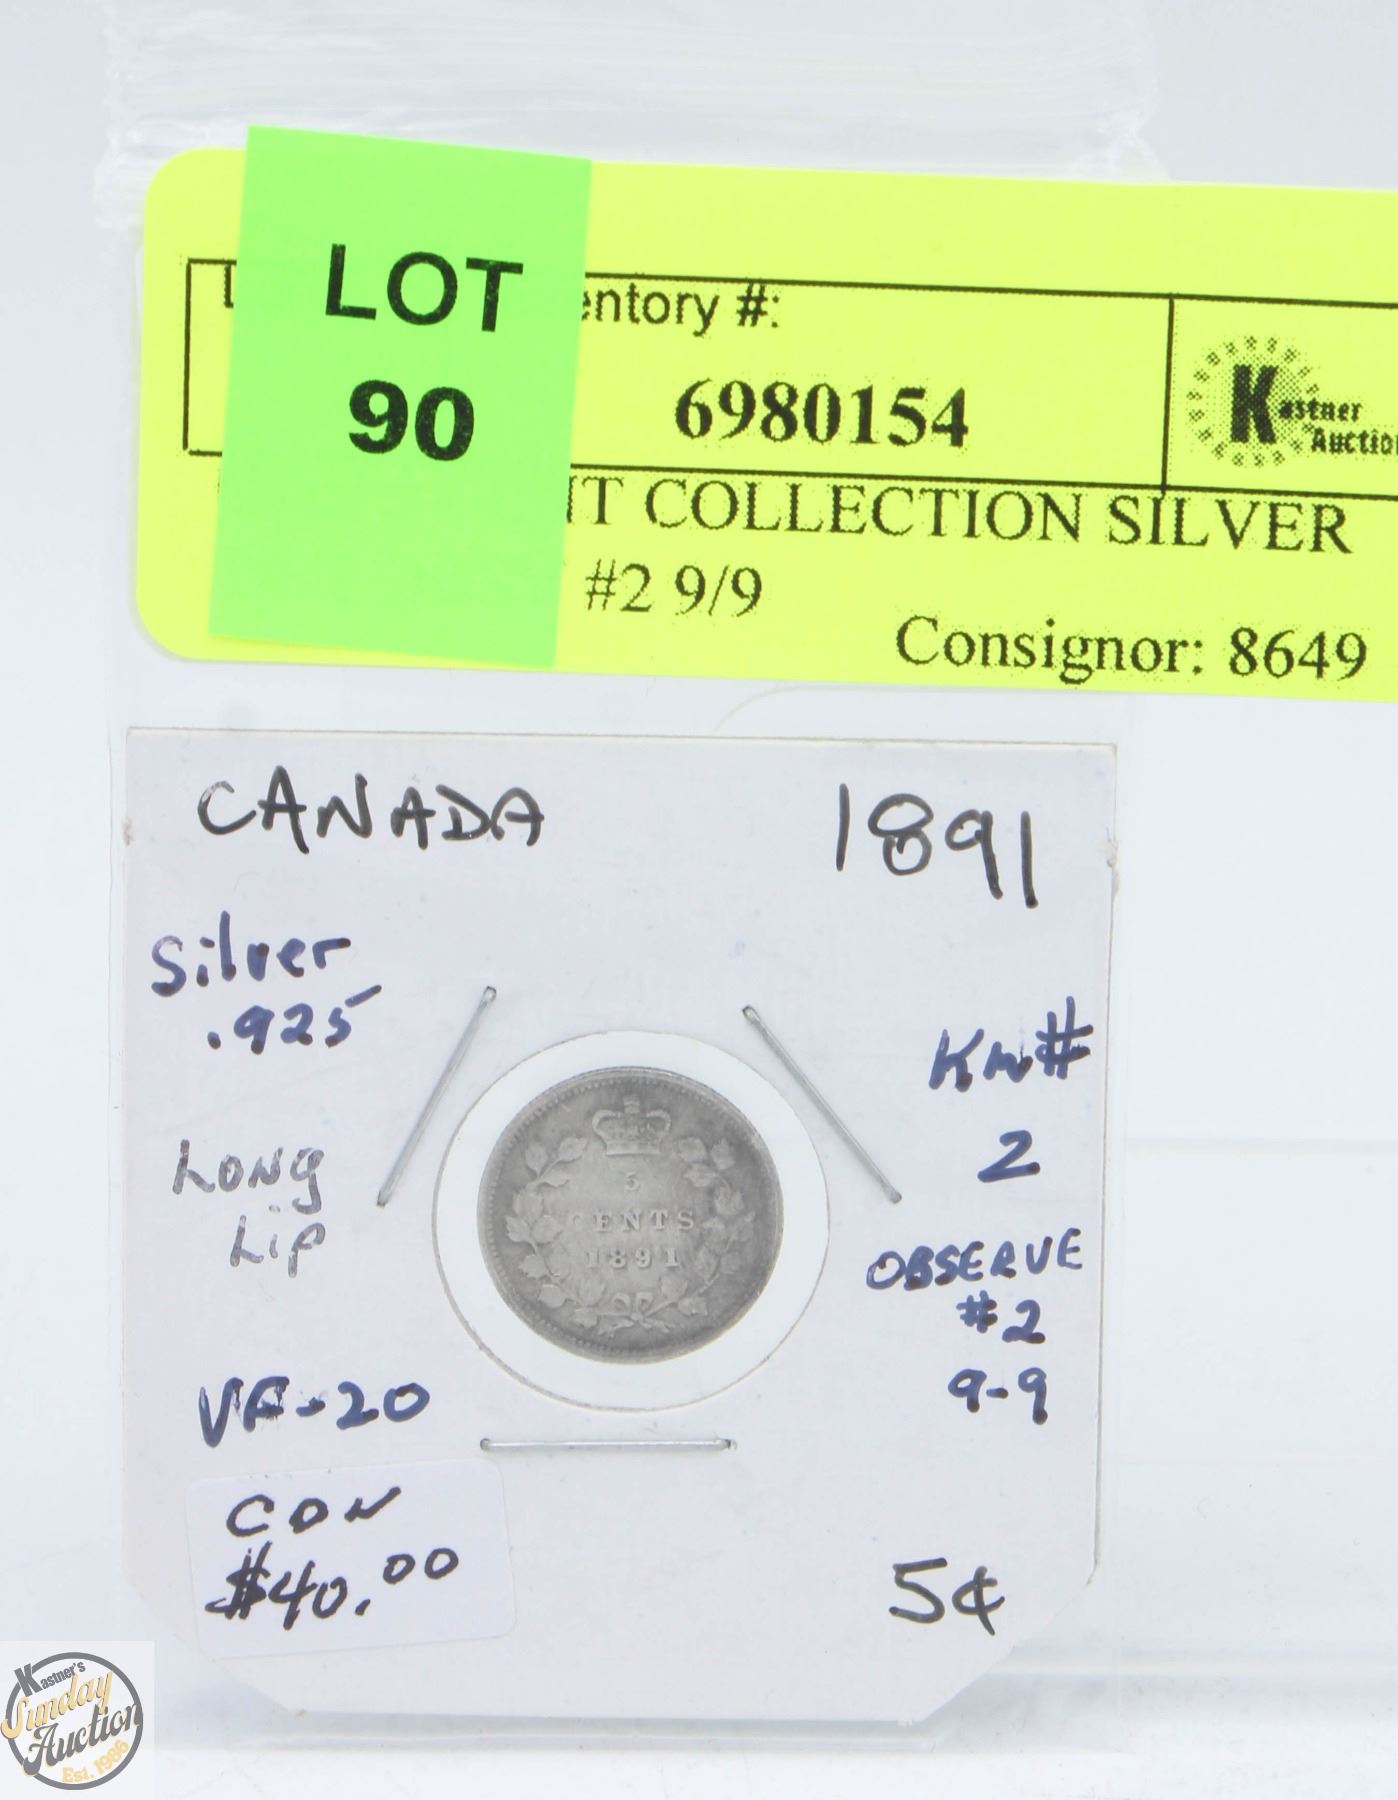 LOT
90
entory #:
6980154
Kastner
Auction
COLLECTION SILVER
#2 9/9
Consignor: 8649
CANADA
1891
Silver
.925
KM#
2
LONG
Lip
OBSERVE
#2
9-9
5
CENTS
1891
VF-20
CDN
$40.00
5¢
Kastner's
Sunday
Auction
Est. 1986